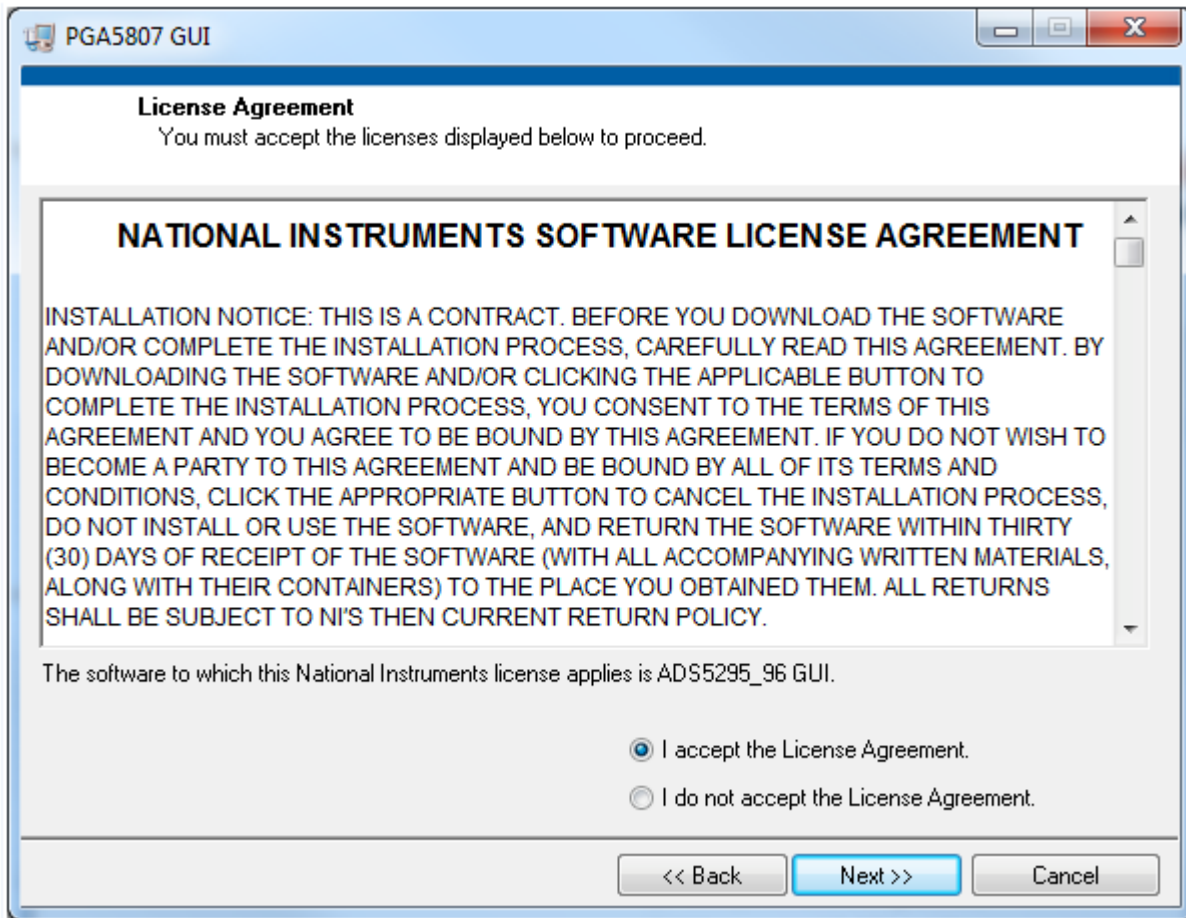 PGA5807 GUI
License Agreement
You must accept the licenses displayed below to proceed.
NATIONAL INSTRUMENTS SOFTWARE LICENSE AGREEMENT
INSTALLATION NOTICE: THIS IS A CONTRACT. BEFORE YOU DOWNLOAD THE SOFTWARE
AND/OR COMPLETE THE INSTALLATION PROCESS, CAREFULLY READ THIS AGREEMENT. BY
DOWNLOADING THE SOFTWARE AND/OR CLICKING THE APPLICABLE BUTTON TO
COMPLETE THE INSTALLATION PROCESS, YOU CONSENT TO THE TERMS OF THIS
AGREEMENT AND YOU AGREE TO BE BOUND BY THIS AGREEMENT. IF YOU DO NOT WISH TO
BECOME A PARTY TO THIS AGREEMENT AND BE BOUND BY ALL OF ITS TERMS AND
CONDITIONS, CLICK THE APPROPRIATE BUTTON TO CANCEL THE INSTALLATION PROCESS,
DO NOT INSTALL OR USE THE SOFTWARE, AND RETURN THE SOFTWARE WITHIN THIRTY
(30) DAYS OF RECEIPT OF THE SOFTWARE (WITH ALL ACCOMPANYING WRITTEN MATERIALS,
ALONG WITH THEIR CONTAINERS) TO THE PLACE YOU OBTAINED THEM. ALL RETURNS
SHALL BE SUBJECT TO NI'S THEN CURRENT RETURN POLICY.
The software to which this National Instruments license applies is ADS5295_96 GUI.
I accept the License Agreement.
I do not accept the License Agreement.
<< Back Next >> Cancel